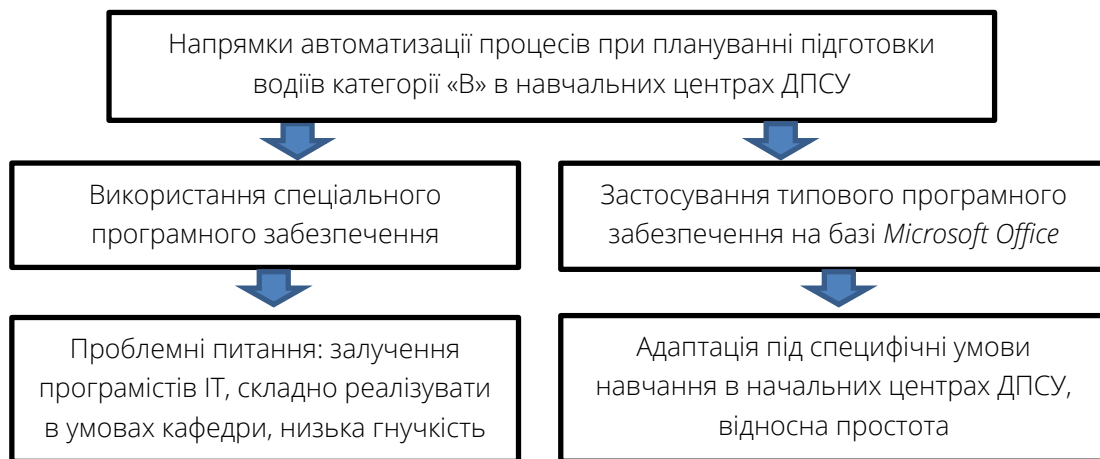 Напрямки автоматизації процесів при плануванні підготовки
водіїв категорії «В» в навчальних центрах ДПСУ
Використання спеціального
програмного забезпечення
Застосування типового програмного
забезпечення на базі Microsoft Office
Проблемні питання: залучення
програмістів ІТ, складно реалізувати
в умовах кафедри, низька гнучкість
Адаптація під специфічні умови
навчання в начальних центрах ДПСУ,
відносна простота